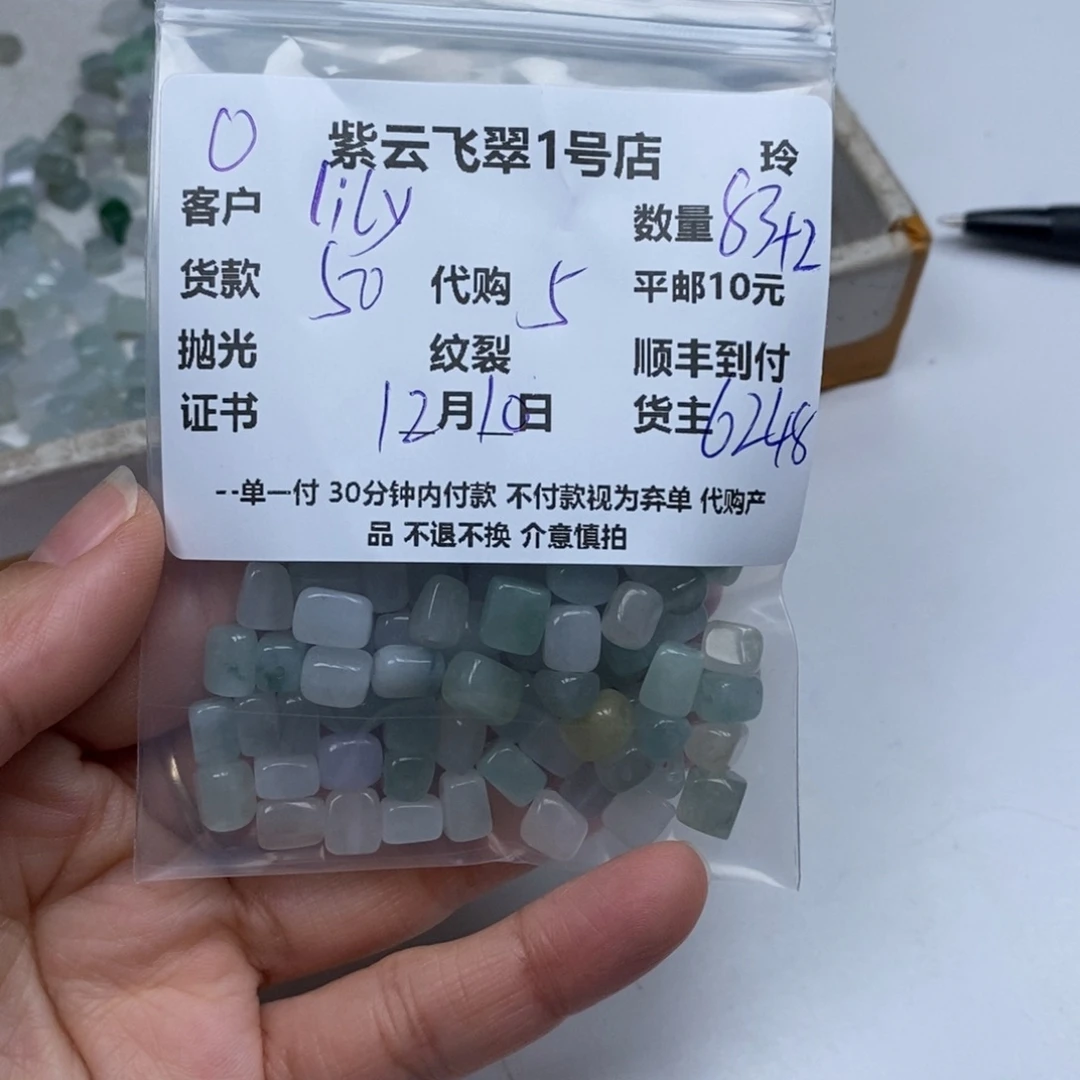 0 紫云飞翠1号店 玲
客户 lily 数量 83+2
货款 50 代购 5 平邮10元
抛光 纹裂 顺丰到付
证书 12月10日 货主 6248
--单一付 30分钟内付款 不付款视为弃单 代购产
品 不退不换 介意慎拍